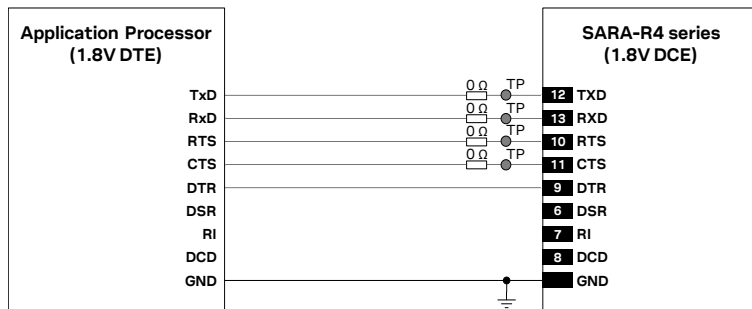 Application Processor
(1.8V DTE)
SARA-R4 series
(1.8V DCE)
TxD 0 Ω TP 12 TXD
RxD 0 Ω TP 13 RXD
RTS 0 Ω TP 10 RTS
CTS 0 Ω TP 11 CTS
DTR 9 DTR
DSR 6 DSR
RI 7 RI
DCD 8 DCD
GND GND